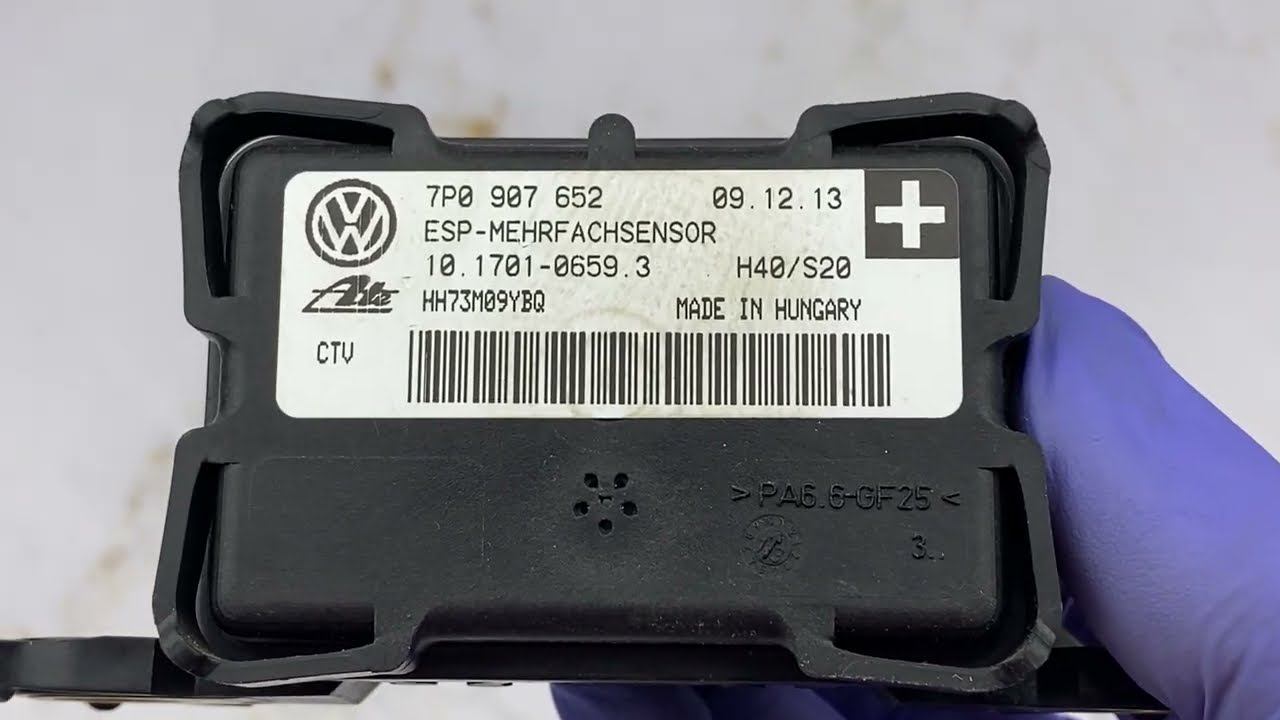 7P0 907 652 09.12.13
ESP-MEHRFACHSENSOR
10.1701-0659.3 H40/S20
Ate HH73M09YBQ MADE IN HUNGARY
CTV
>PA6.6-GF25<
3..